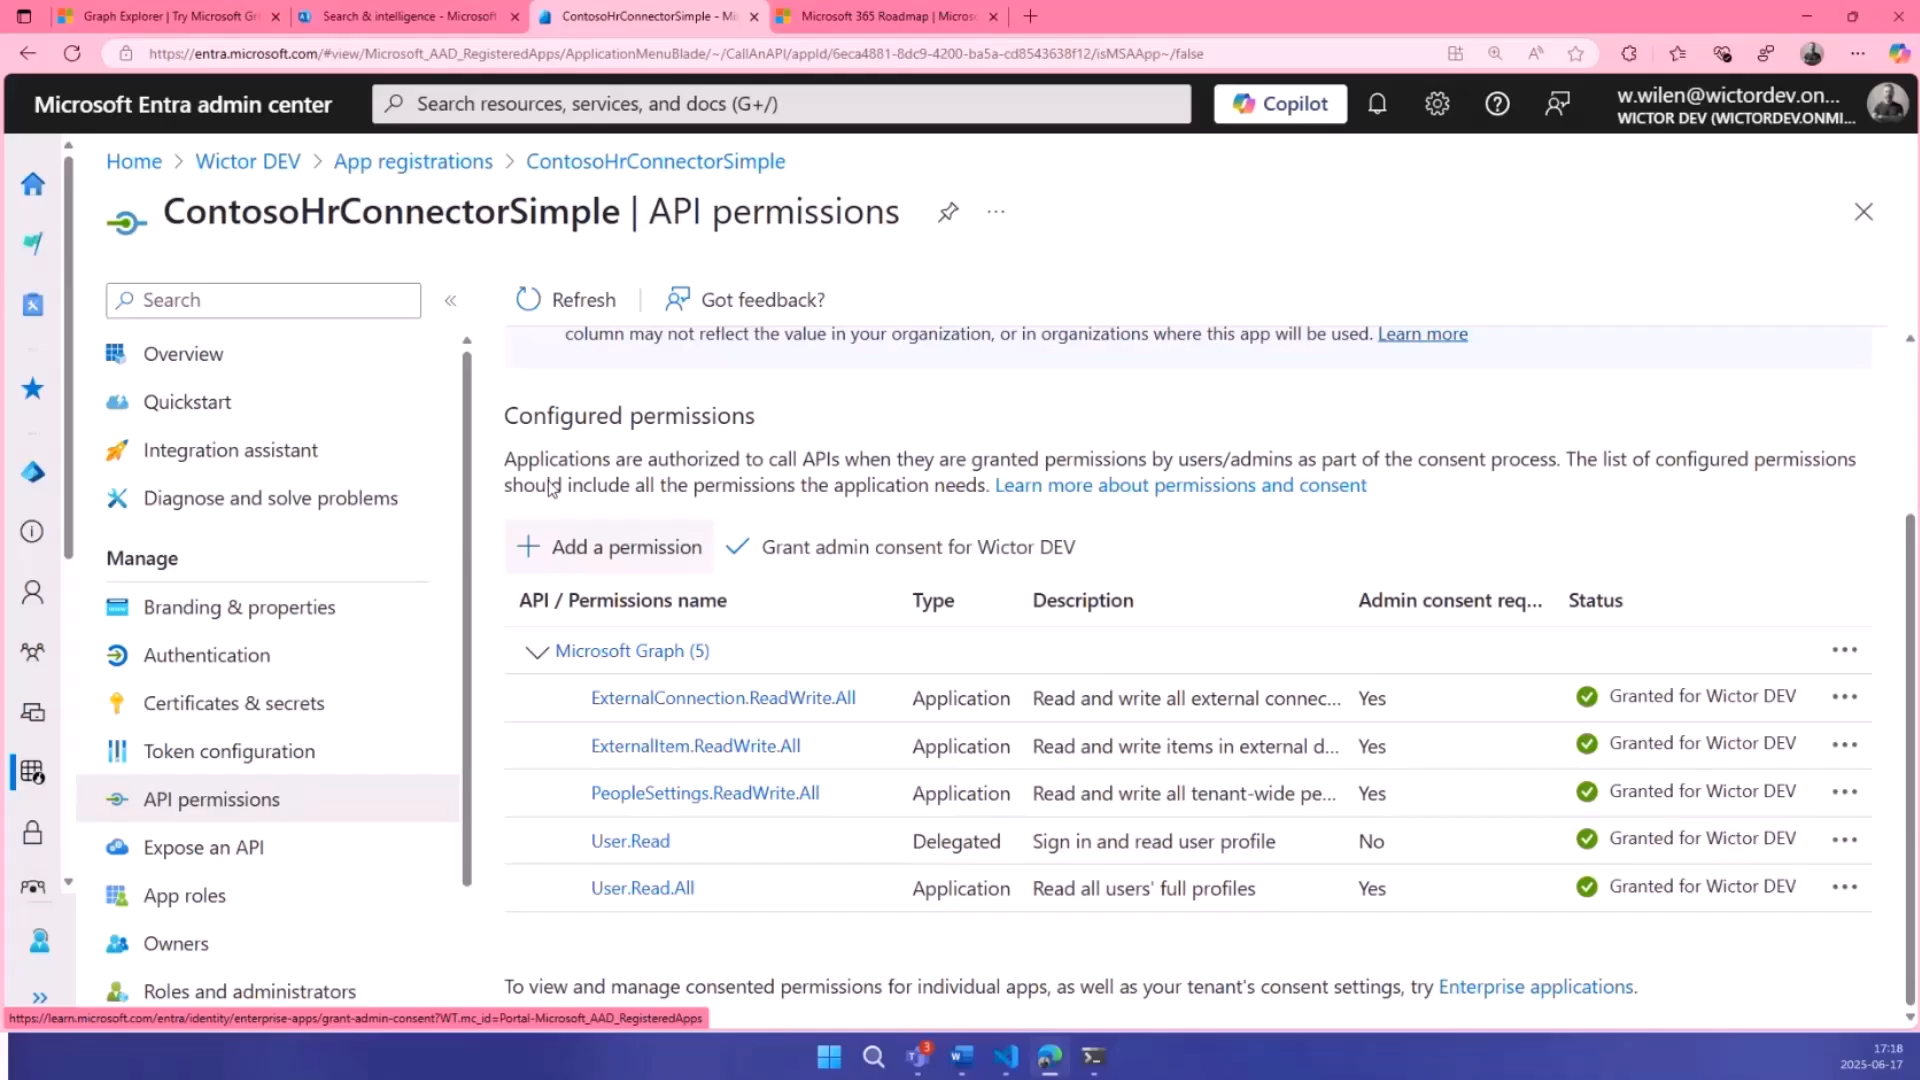 Graph Explorer | Try Microsoft Gr
Search & intelligence - Microsoft
ContosoHrConnectorSimple - Mi
Microsoft 365 Roadmap | Micros
https://entra.microsoft.com/#view/Microsoft_AAD_RegisteredApps/ApplicationMenuBlade/~/CallAnAPI/appId/6eca4881-8dc9-4200-ba5a-cd8543638f12/isMSAApp~/false
Microsoft Entra admin center
Search resources, services, and docs (G+/)
Copilot
w.wilen@wictordev.on...
WICTOR DEV (WICTORDEV.ONMI...
Home > Wictor DEV > App registrations > ContosoHrConnectorSimple
ContosoHrConnectorSimple | API permissions
Search
Refresh
Got feedback?
column may not reflect the value in your organization, or in organizations where this app will be used. Learn more
Overview
Quickstart
Integration assistant
Diagnose and solve problems
Manage
Branding & properties
Authentication
Certificates & secrets
Token configuration
API permissions
Expose an API
App roles
Owners
Roles and administrators
Configured permissions
Applications are authorized to call APIs when they are granted permissions by users/admins as part of the consent process. The list of configured permissions
should include all the permissions the application needs. Learn more about permissions and consent
Add a permission
Grant admin consent for Wictor DEV
API / Permissions name Type Description Admin consent req... Status
Microsoft Graph (5)
ExternalConnection.ReadWrite.All Application Read and write all external connec... Yes Granted for Wictor DEV
ExternalItem.ReadWrite.All Application Read and write items in external d... Yes Granted for Wictor DEV
PeopleSettings.ReadWrite.All Application Read and write all tenant-wide pe... Yes Granted for Wictor DEV
User.Read Delegated Sign in and read user profile No Granted for Wictor DEV
User.Read.All Application Read all users' full profiles Yes Granted for Wictor DEV
To view and manage consented permissions for individual apps, as well as your tenant's consent settings, try Enterprise applications.
https://learn.microsoft.com/entra/identity/enterprise-apps/grant-admin-consent?WT.mc_id=Portal-Microsoft_AAD_RegisteredApps
3
17:18
2025-06-17